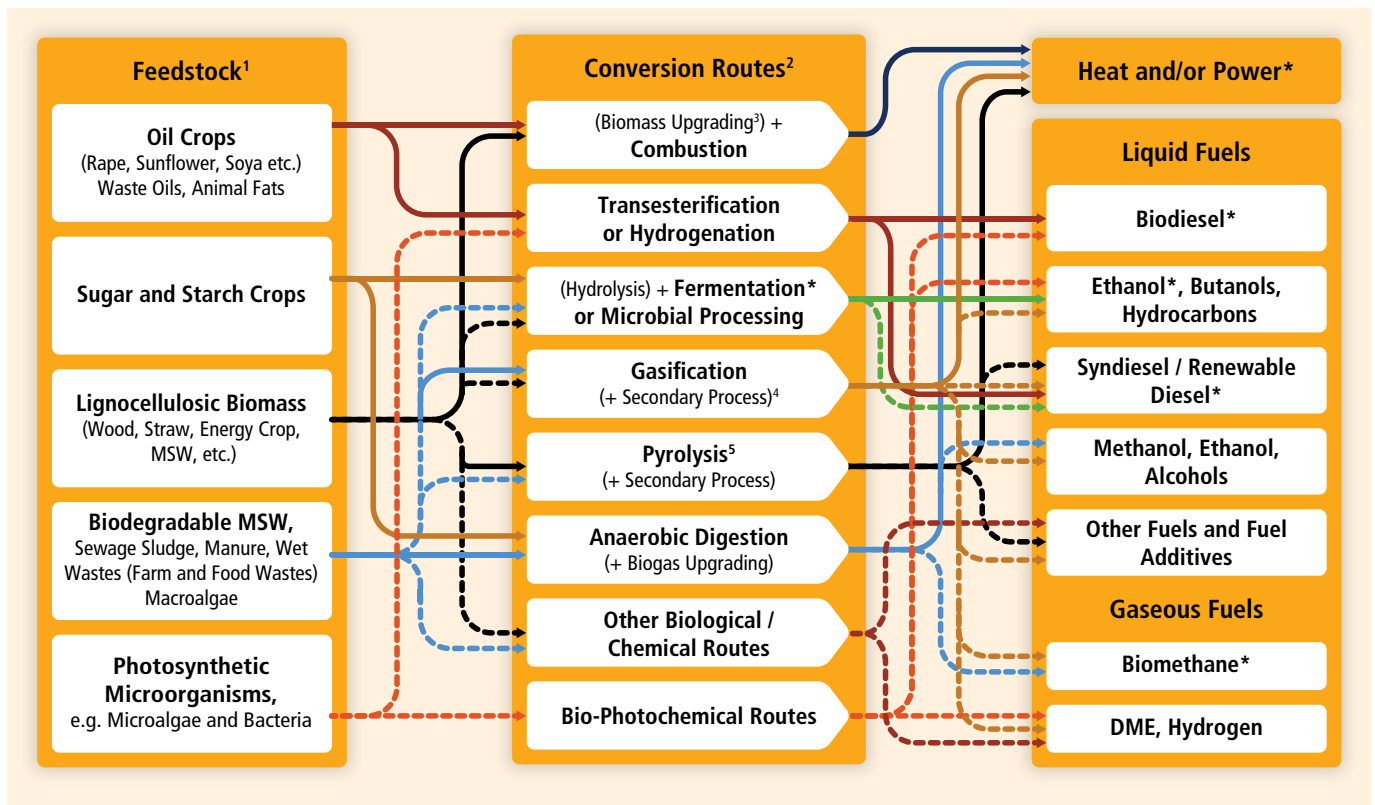 Feedstock¹
Oil Crops
(Rape, Sunflower, Soya etc.)
Waste Oils, Animal Fats
Sugar and Starch Crops
Lignocellulosic Biomass
(Wood, Straw, Energy Crop,
MSW, etc.)
Biodegradable MSW,
Sewage Sludge, Manure, Wet
Wastes (Farm and Food Wastes)
Macroalgae
Photosynthetic
Microorganisms,
e.g. Microalgae and Bacteria
Conversion Routes²
(Biomass Upgrading³) +
Combustion
Transesterification
or Hydrogenation
(Hydrolysis) + Fermentation*
or Microbial Processing
Gasification
(+ Secondary Process)⁴
Pyrolysis⁵
(+ Secondary Process)
Anaerobic Digestion
(+ Biogas Upgrading)
Other Biological /
Chemical Routes
Bio-Photochemical Routes
Heat and/or Power*
Liquid Fuels
Biodiesel*
Ethanol*, Butanols,
Hydrocarbons
Syndiesel / Renewable
Diesel*
Methanol, Ethanol,
Alcohols
Other Fuels and Fuel
Additives
Gaseous Fuels
Biomethane*
DME, Hydrogen